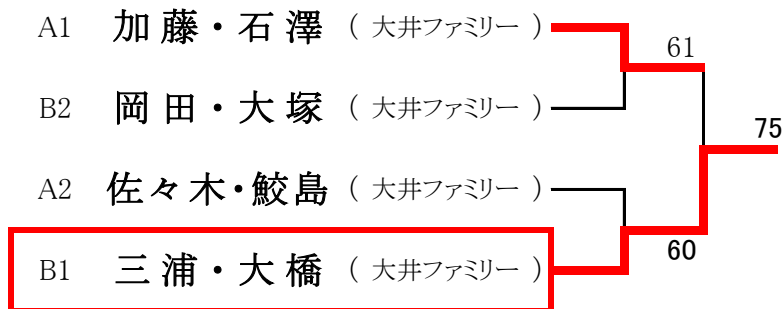 A1 加藤・石澤 ( 大井ファミリー )
61
B2 岡田・大塚 ( 大井ファミリー )
75
A2 佐々木・鮫島 ( 大井ファミリー )
60
B1 三浦・大橋 ( 大井ファミリー )